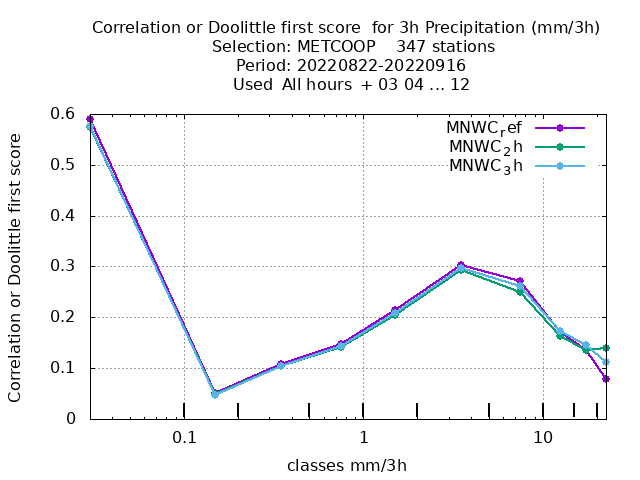 Correlation or Doolittle first score  for 3h Precipitation (mm/3h)
Selection: METCOOP    347 stations
Period: 20220822-20220916
Used  All hours  + 03 04 ... 12
MNWC_ref
MNWC_2h
MNWC_3h
Correlation or Doolittle first score
0.6
0.5
0.4
0.3
0.2
0.1
0
0.1
1
10
classes mm/3h